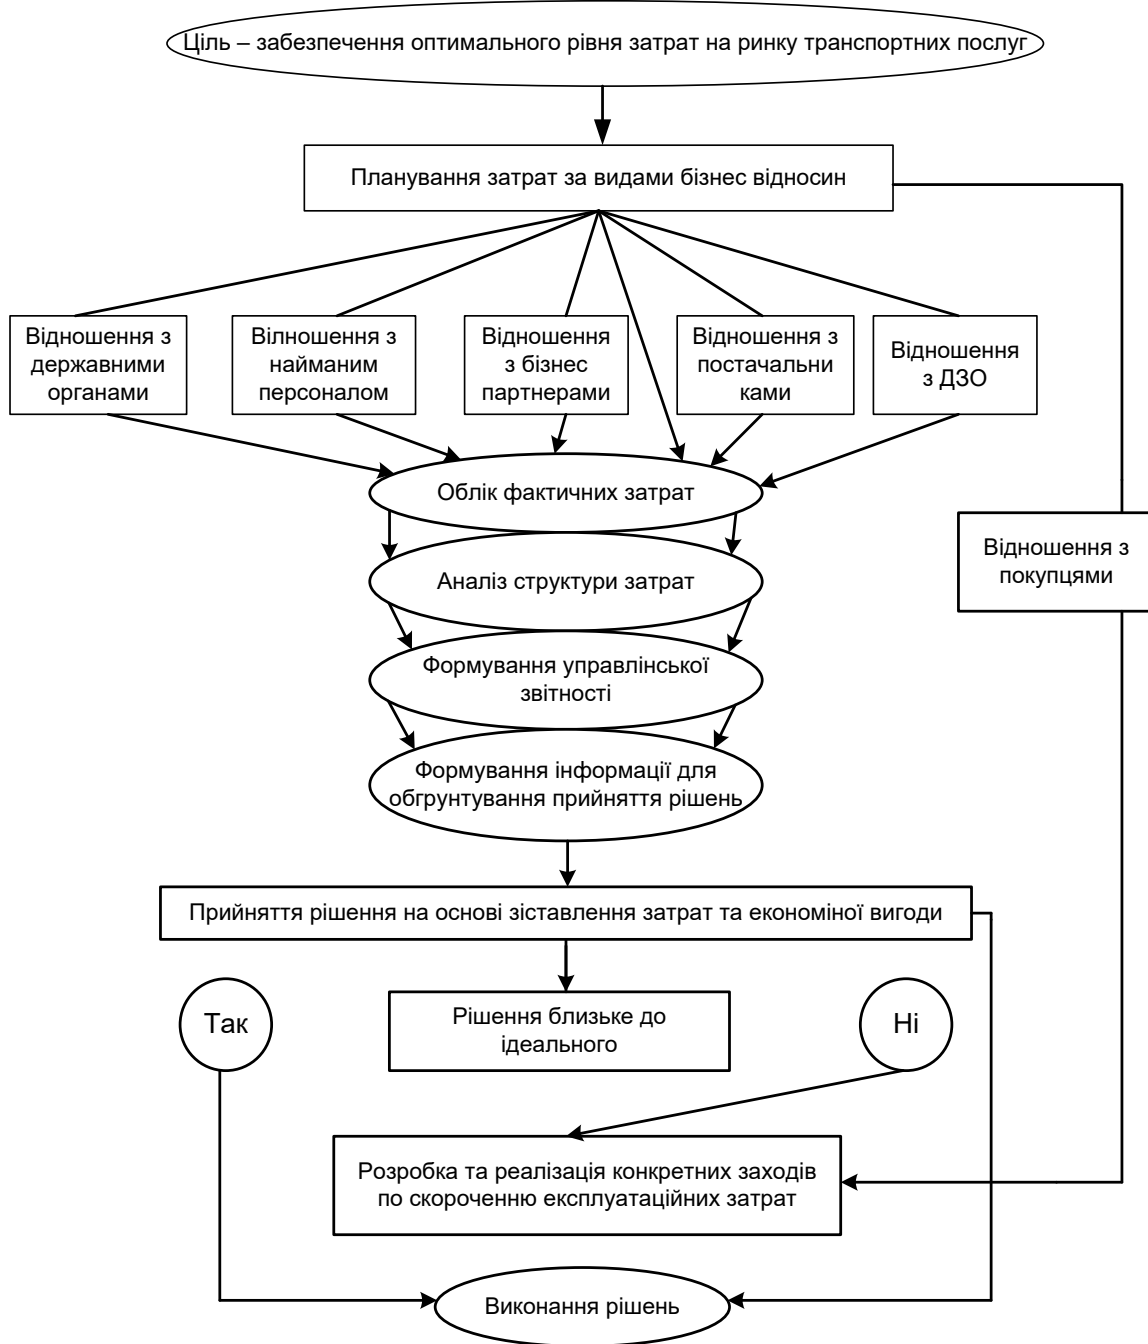 Ціль – забезпечення оптимального рівня затрат на ринку транспортних послуг
Планування затрат за видами бізнес відносин
Відношення з
державними
органами
Вілношення з
найманим
персоналом
Відношення
з бізнес
партнерами
Відношення з
постачальни
ками
Відношення
з ДЗО
Облік фактичних затрат
Відношення з
покупцями
Аналіз структури затрат
Формування управлінської
звітності
Формування інформації для
обгрунтування прийняття рішень
Прийняття рішення на основі зіставлення затрат та економіної вигоди
Так
Рішення близьке до
ідеального
Ні
Розробка та реалізація конкретних заходів
по скороченню експлуатаційних затрат
Виконання рішень